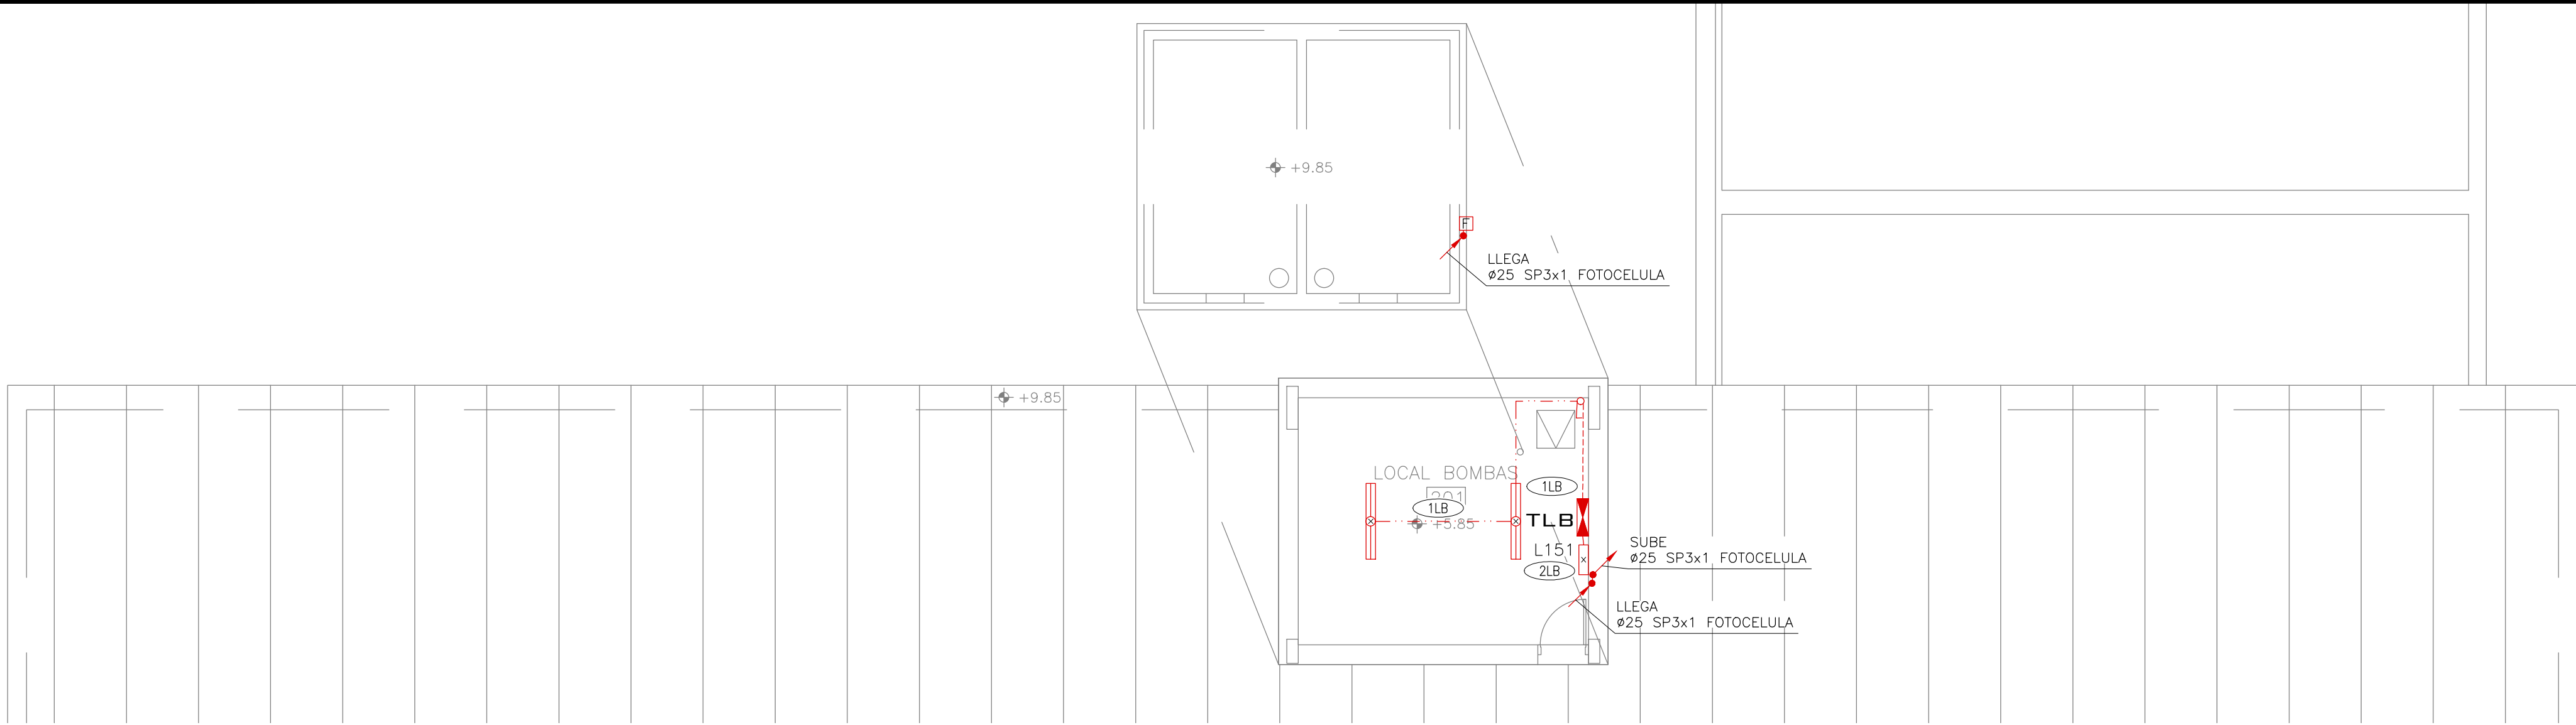 +9.85
F
LLEGA
ø25 SP3x1 FOTOCELULA
+9.85
LOCAL BOMBAS
201
1LB
1LB
TLB
+5.85
L151
2LB
SUBE
ø25 SP3x1 FOTOCELULA
LLEGA
ø25 SP3x1 FOTOCELULA